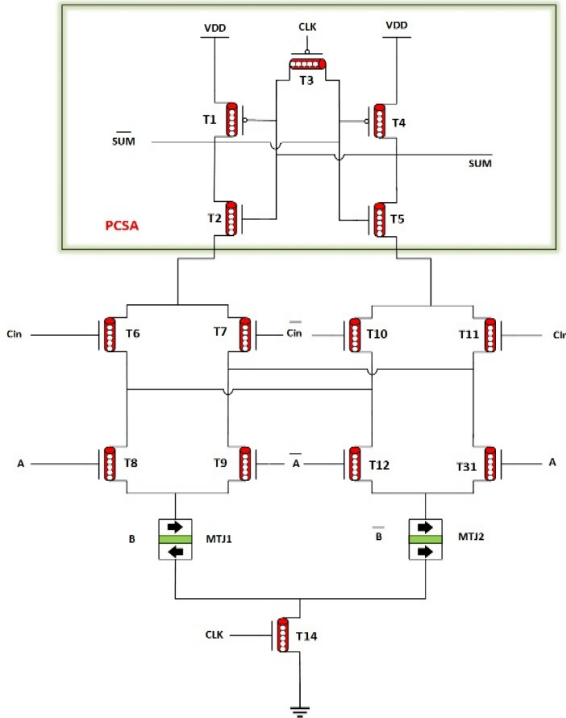 VDD
CLK
VDD
T3
T1
T4
SUM
SUM
T2
T5
PCSA
Cin
T6
T7
Cin
T10
T11
Cin
A
T8
T9
A
T12
T31
A
B
MTJ1
B
MTJ2
CLK
T14